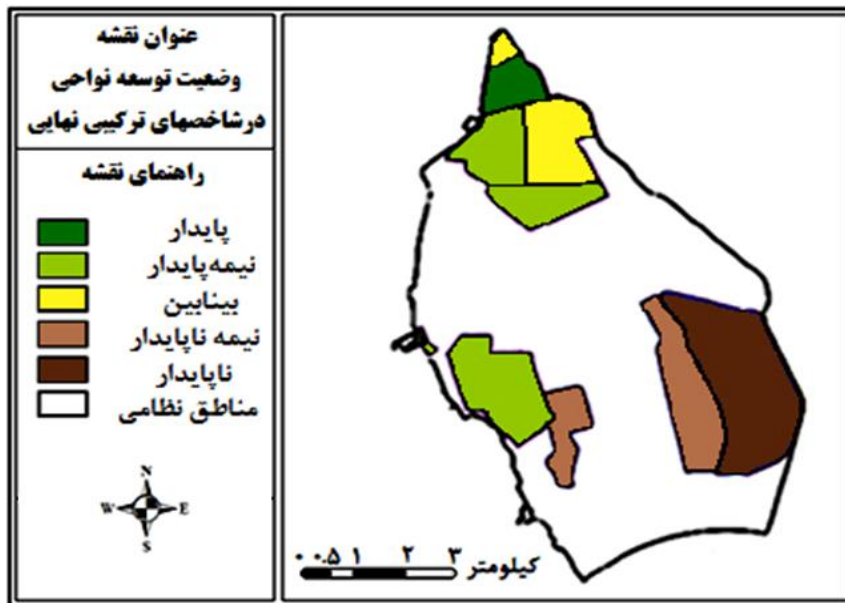 عنوان نقشه
وضعیت توسعه نواحی
درشاخصهای ترکیبی نهایی
راهنمای نقشه
پایدار
نیمه‌پایدار
بینابین
نیمه ناپایدار
ناپایدار
مناطق نظامی
N
W E
S
۰ ۰.۵ ۱ ۲ ۳ کیلومتر